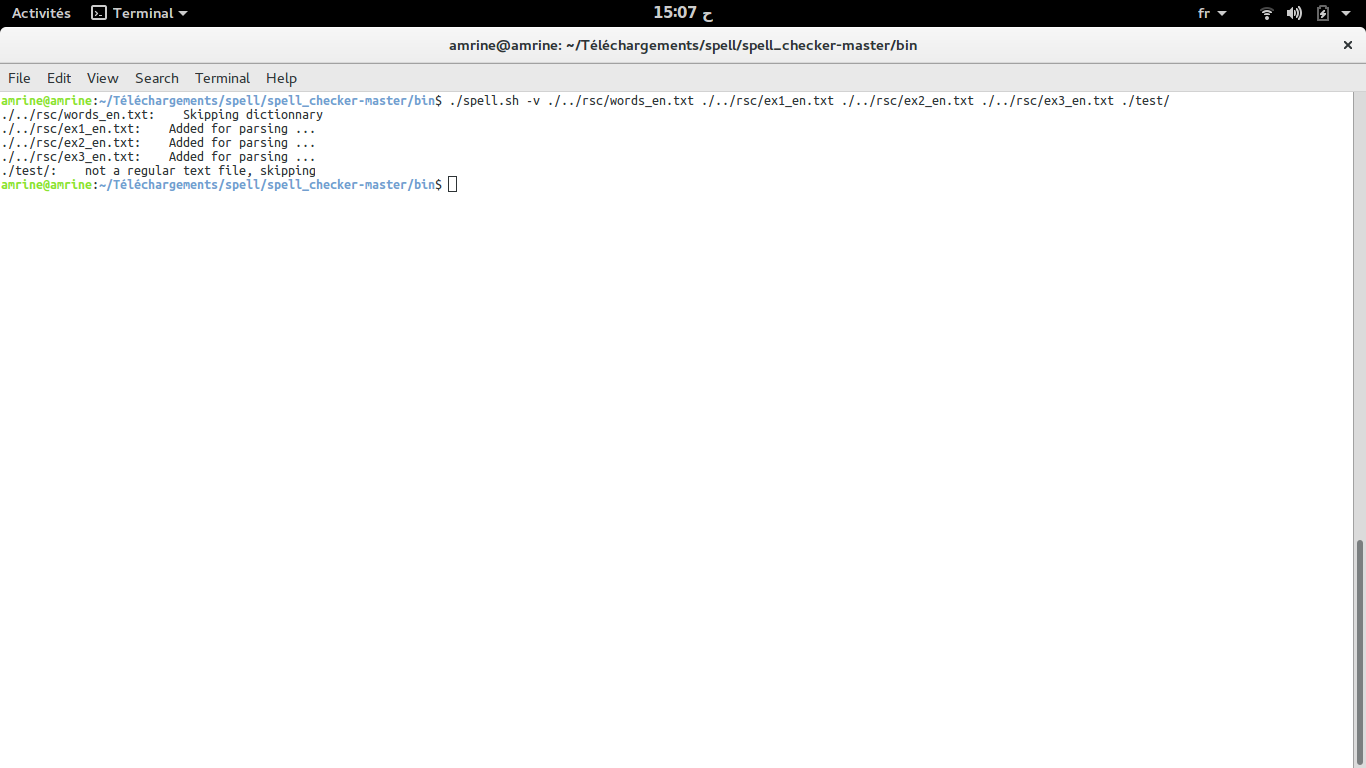 Activités Terminal 15:07 ح fr
amrine@amrine: ~/Téléchargements/spell/spell_checker-master/bin
File Edit View Search Terminal Help
amrine@amrine:~/Téléchargements/spell/spell_checker-master/bin$ ./spell.sh -v ./../rsc/words_en.txt ./../rsc/ex1_en.txt ./../rsc/ex2_en.txt ./../rsc/ex3_en.txt ./test/
./../rsc/words_en.txt: Skipping dictionnary
./../rsc/ex1_en.txt: Added for parsing ...
./../rsc/ex2_en.txt: Added for parsing ...
./../rsc/ex3_en.txt: Added for parsing ...
./test/: not a regular text file, skipping
amrine@amrine:~/Téléchargements/spell/spell_checker-master/bin$